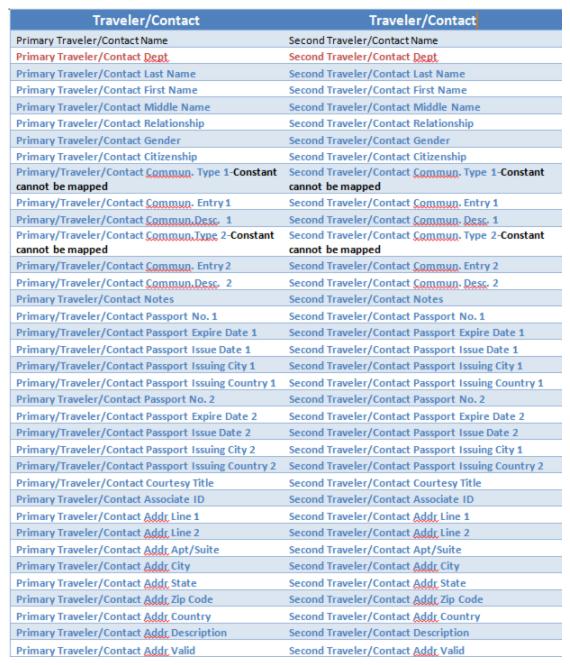 Traveler/Contact Traveler/Contact
Primary Traveler/Contact Name Second Traveler/Contact Name
Primary Traveler/Contact Dept Second Traveler/Contact Dept
Primary Traveler/Contact Last Name Second Traveler/Contact Last Name
Primary Traveler/Contact First Name Second Traveler/Contact First Name
Primary Traveler/Contact Middle Name Second Traveler/Contact Middle Name
Primary Traveler/Contact Relationship Second Traveler/Contact Relationship
Primary Traveler/Contact Gender Second Traveler/Contact Gender
Primary Traveler/Contact Citizenship Second Traveler/Contact Citizenship
Primary/Traveler/Contact Commun. Type 1-Constant Second Traveler/Contact Commun. Type 1-Constant
cannot be mapped cannot be mapped
Primary/Traveler/Contact Commun. Entry 1 Second Traveler/Contact Commun. Entry 1
Primary/Traveler/Contact Commun.Desc. 1 Second Traveler/Contact Commun. Desc. 1
Primary/Traveler/Contact Commun.Type 2-Constant Second Traveler/Contact Commun. Type 2-Constant
cannot be mapped cannot be mapped
Primary/Traveler/Contact Commun. Entry 2 Second Traveler/Contact Commun. Entry 2
Primary/Traveler/Contact Commun.Desc. 2 Second Traveler/Contact Commun. Desc. 2
Primary Traveler/Contact Notes Second Traveler/Contact Notes
Primary/Traveler/Contact Passport No. 1 Second Traveler/Contact Passport No. 1
Primary/Traveler/Contact Passport Expire Date 1 Second Traveler/Contact Passport Expire Date 1
Primary/Traveler/Contact Passport Issue Date 1 Second Traveler/Contact Passport Issue Date 1
Primary/Traveler/Contact Passport Issuing City 1 Second Traveler/Contact Passport Issuing City 1
Primary/Traveler/Contact Passport Issuing Country 1 Second Traveler/Contact Passport Issuing Country 1
Primary Traveler/Contact Passport No. 2 Second Traveler/Contact Passport No. 2
Primary/Traveler/Contact Passport Expire Date 2 Second Traveler/Contact Passport Expire Date 2
Primary/Traveler/Contact Passport Issue Date 2 Second Traveler/Contact Passport Issue Date 2
Primary/Traveler/Contact Passport Issuing City 2 Second Traveler/Contact Passport Issuing City 1
Primary/Traveler/Contact Passport Issuing Country 2 Second Traveler/Contact Passport Issuing Country 2
Primary/Traveler/Contact Courtesy Title Second Traveler/Contact Courtesy Title
Primary Traveler/Contact Associate ID Second Traveler/Contact Associate ID
Primary Traveler/Contact Addr Line 1 Second Traveler/Contact Addr Line 1
Primary Traveler/Contact Addr Line 2 Second Traveler/Contact Addr Line 2
Primary Traveler/Contact Addr Apt/Suite Second Traveler/Contact Apt/Suite
Primary Traveler/Contact Addr City Second Traveler/Contact Addr City
Primary Traveler/Contact Addr State Second Traveler/Contact Addr State
Primary Traveler/Contact Addr Zip Code Second Traveler/Contact Addr Zip Code
Primary Traveler/Contact Addr Country Second Traveler/Contact Addr Country
Primary Traveler/Contact Addr Description Second Traveler/Contact Description
Primary Traveler/Contact Addr Valid Second Traveler/Contact Addr Valid